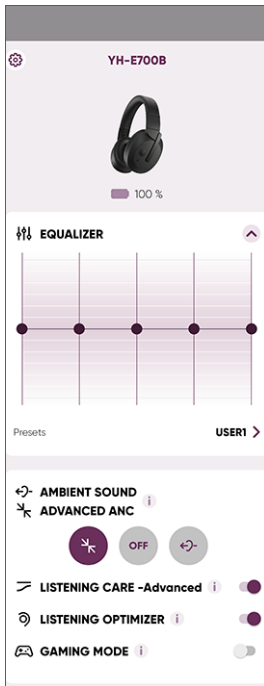 YH-E700B
100 %
EQUALIZER
Presets
USER1
AMBIENT SOUND
ADVANCED ANC
i
OFF
LISTENING CARE -Advanced i
LISTENING OPTIMIZER i
GAMING MODE i